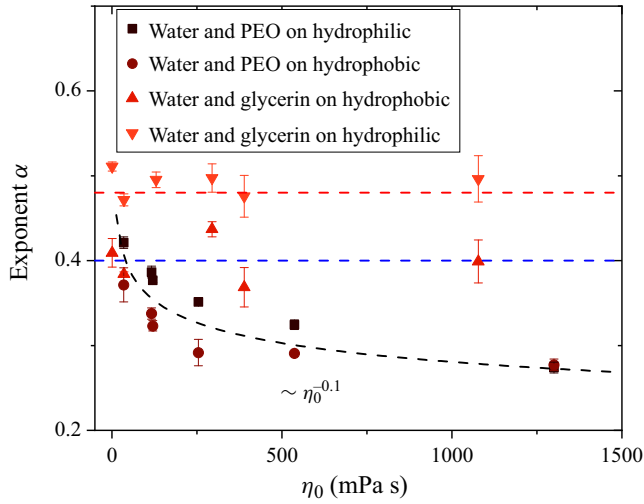 Water and PEO on hydrophilic
Water and PEO on hydrophobic
Water and glycerin on hydrophobic
Water and glycerin on hydrophilic
Exponent α
0.6
0.4
0.2
~ η₀⁻⁰·¹
0 500 1000 1500
η₀ (mPa s)